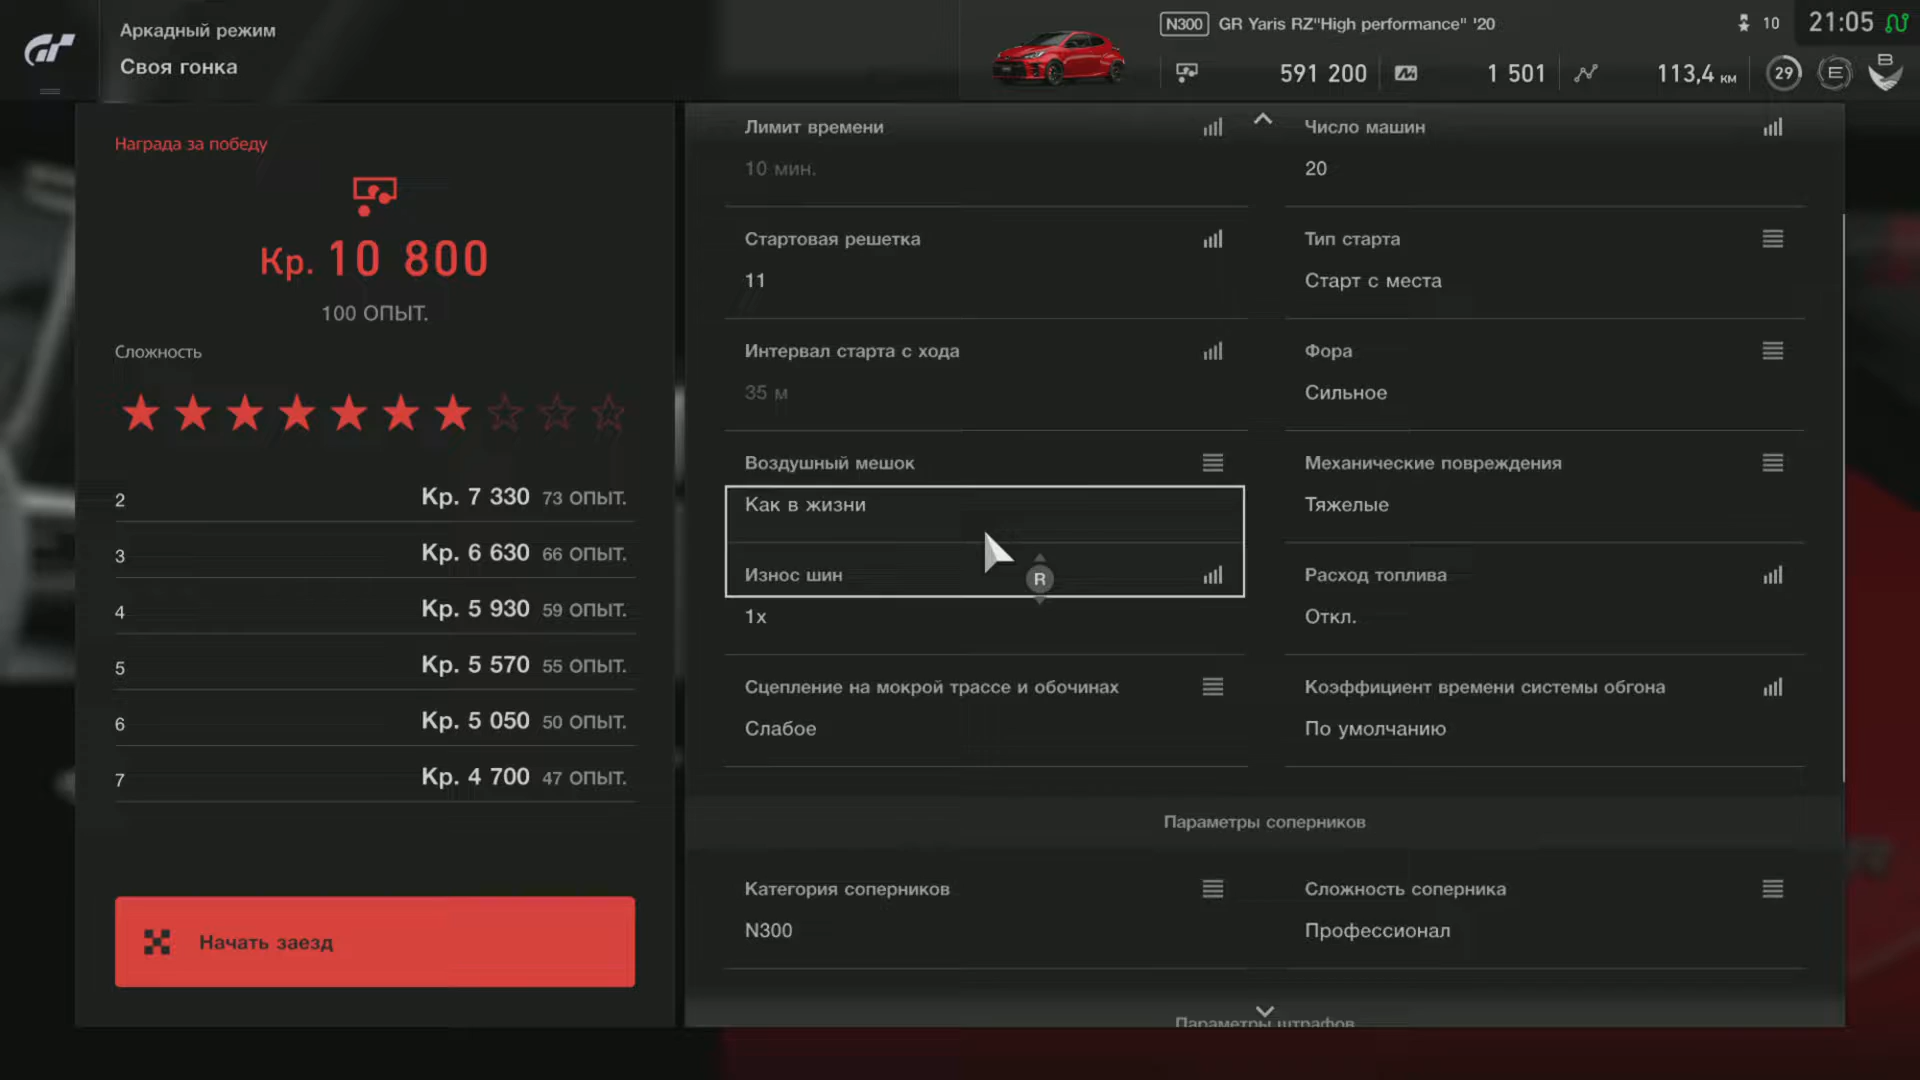 Аркадный режим
Своя гонка
N300 GR Yaris RZ"High performance" '20
10
21:05
591 200
1 501
113,4 км
29
E
B
Награда за победу
Кр. 10 800
100 ОПЫТ.
Сложность
2 Кр. 7 330 73 ОПЫТ.
3 Кр. 6 630 66 ОПЫТ.
4 Кр. 5 930 59 ОПЫТ.
5 Кр. 5 570 55 ОПЫТ.
6 Кр. 5 050 50 ОПЫТ.
7 Кр. 4 700 47 ОПЫТ.
Начать заезд
Лимит времени
10 мин.
Число машин
20
Стартовая решетка
11
Тип старта
Старт с места
Интервал старта с хода
35 м
Фора
Сильное
Воздушный мешок
Как в жизни
Механические повреждения
Тяжелые
Износ шин
R
1x
Расход топлива
Откл.
Сцепление на мокрой трассе и обочинах
Слабое
Коэффициент времени системы обгона
По умолчанию
Параметры соперников
Категория соперников
N300
Сложность соперника
Профессионал
Параметры штрафов